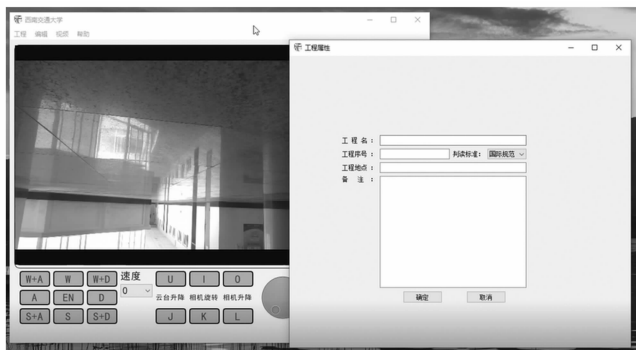 西南交通大学
工程 编辑 视频 帮助
W+A W W+D 速度 U I O
A EN D 0 云台升降 相机旋转 相机升降
S+A S S+D J K L
工程属性
工程名：
工程序号： 判读标准： 国际规范
工程地点：
备 注：
确定 取消